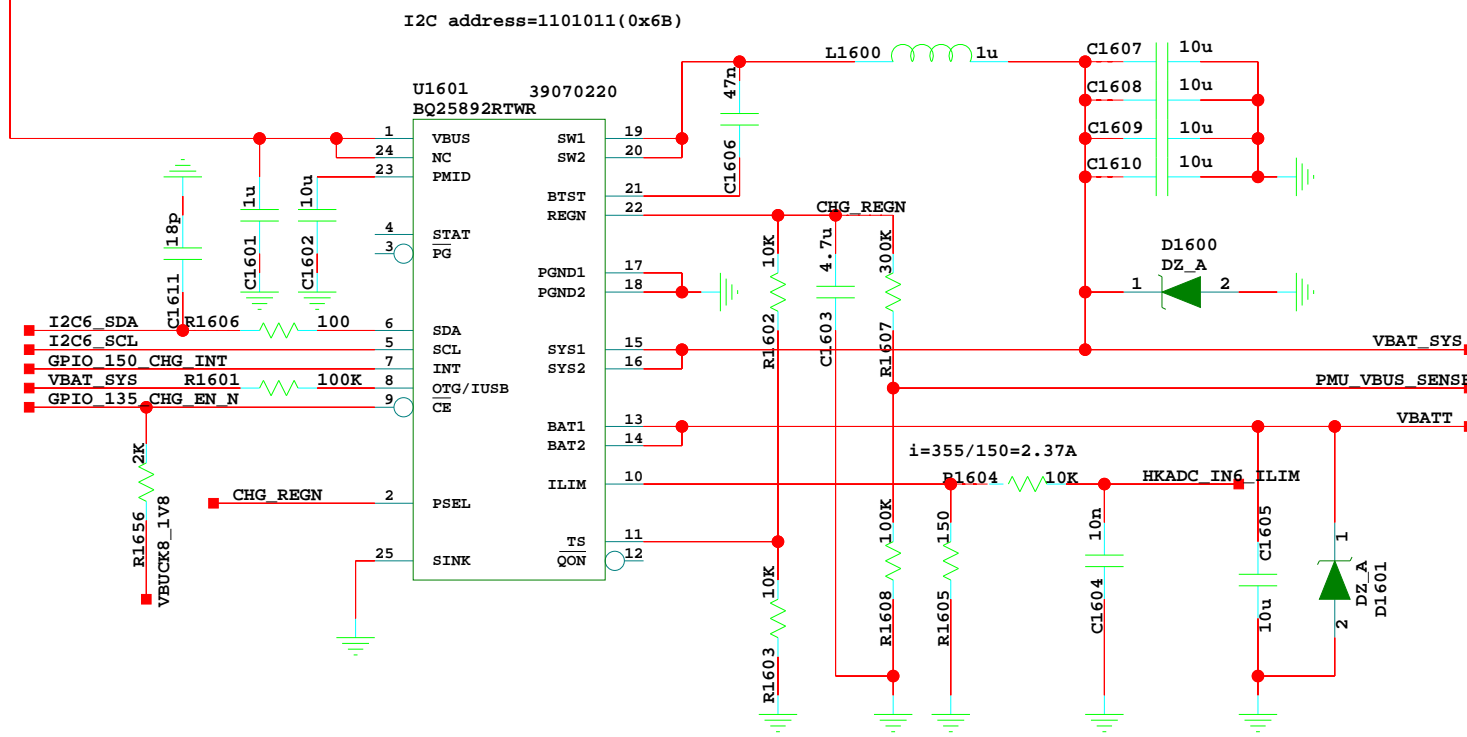 I2C address=1101011(0x6B)
L1600
1u
C1607
10u
C1608
10u
C1609
10u
C1610
10u
47n
C1606
U1601
39070220
BQ25892RTWR
1
VBUS
SW1
19
24
NC
SW2
20
23
PMID
BTST
21
REGN
22
CHG_REGN
4
STAT
3
PG
PGND1
17
PGND2
18
18p
C1611
1u
C1601
10u
C1602
10K
R1602
4.7u
C1603
300K
R1607
D1600
DZ_A
1
2
I2C6_SDA
R1606
100
6
SDA
I2C6_SCL
5
SCL
SYS1
15
VBAT_SYS
GPIO_150_CHG_INT
7
INT
SYS2
16
VBAT_SYS
R1601
100K
8
OTG/IUSB
PMU_VBUS_SENSE
GPIO_135_CHG_EN_N
9
CE
BAT1
13
VBATT
BAT2
14
i=355/150=2.37A
ILIM
10
R1604
10K
HKADC_IN6_ILIM
2K
R1656
VBUCK8_1V8
CHG_REGN
2
PSEL
TS
11
25
SINK
QON
12
10K
R1603
100K
R1608
150
R1605
10n
C1604
C1605
10u
1
2
DZ_A
D1601